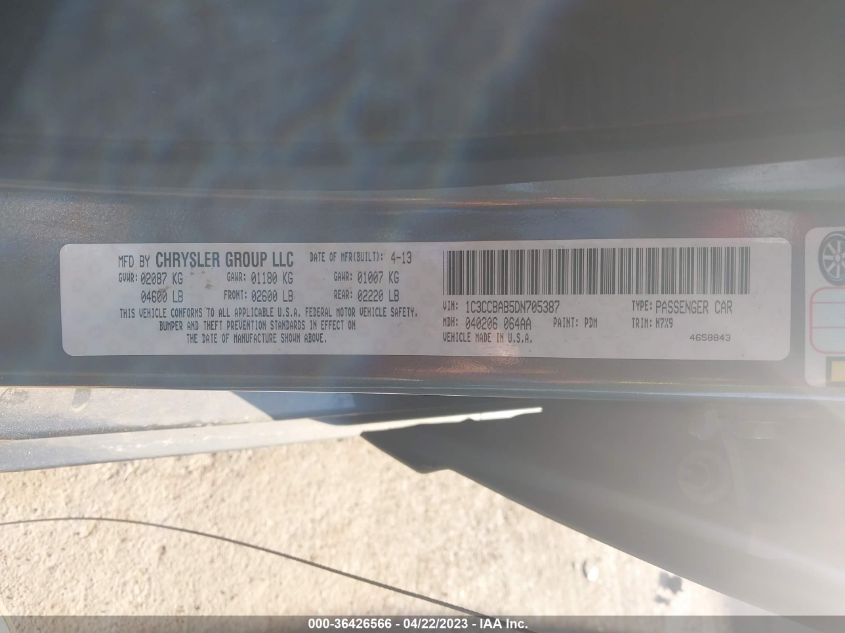 MFD BY CHRYSLER GROUP LLC DATE OF MFR(BUILT): 4-13
GVWR: 02087 KG GAWR: 01180 KG GAWR: 01007 KG
04600 LB FRONT: 02600 LB REAR: 02220 LB
THIS VEHICLE CONFORMS TO ALL APPLICABLE U.S.A. FEDERAL MOTOR VEHICLE SAFETY,
BUMPER AND THEFT PREVENTION STANDARDS IN EFFECT ON
THE DATE OF MANUFACTURE SHOWN ABOVE.
VIN: 1C3CCBAB5DN705387 TYPE: PASSENGER CAR
MDH: 040206 064AA PAINT: PDM TRIM: M7X9
VEHICLE MADE IN U.S.A. 4658843
000-36426566 - 04/22/2023 - IAA Inc.